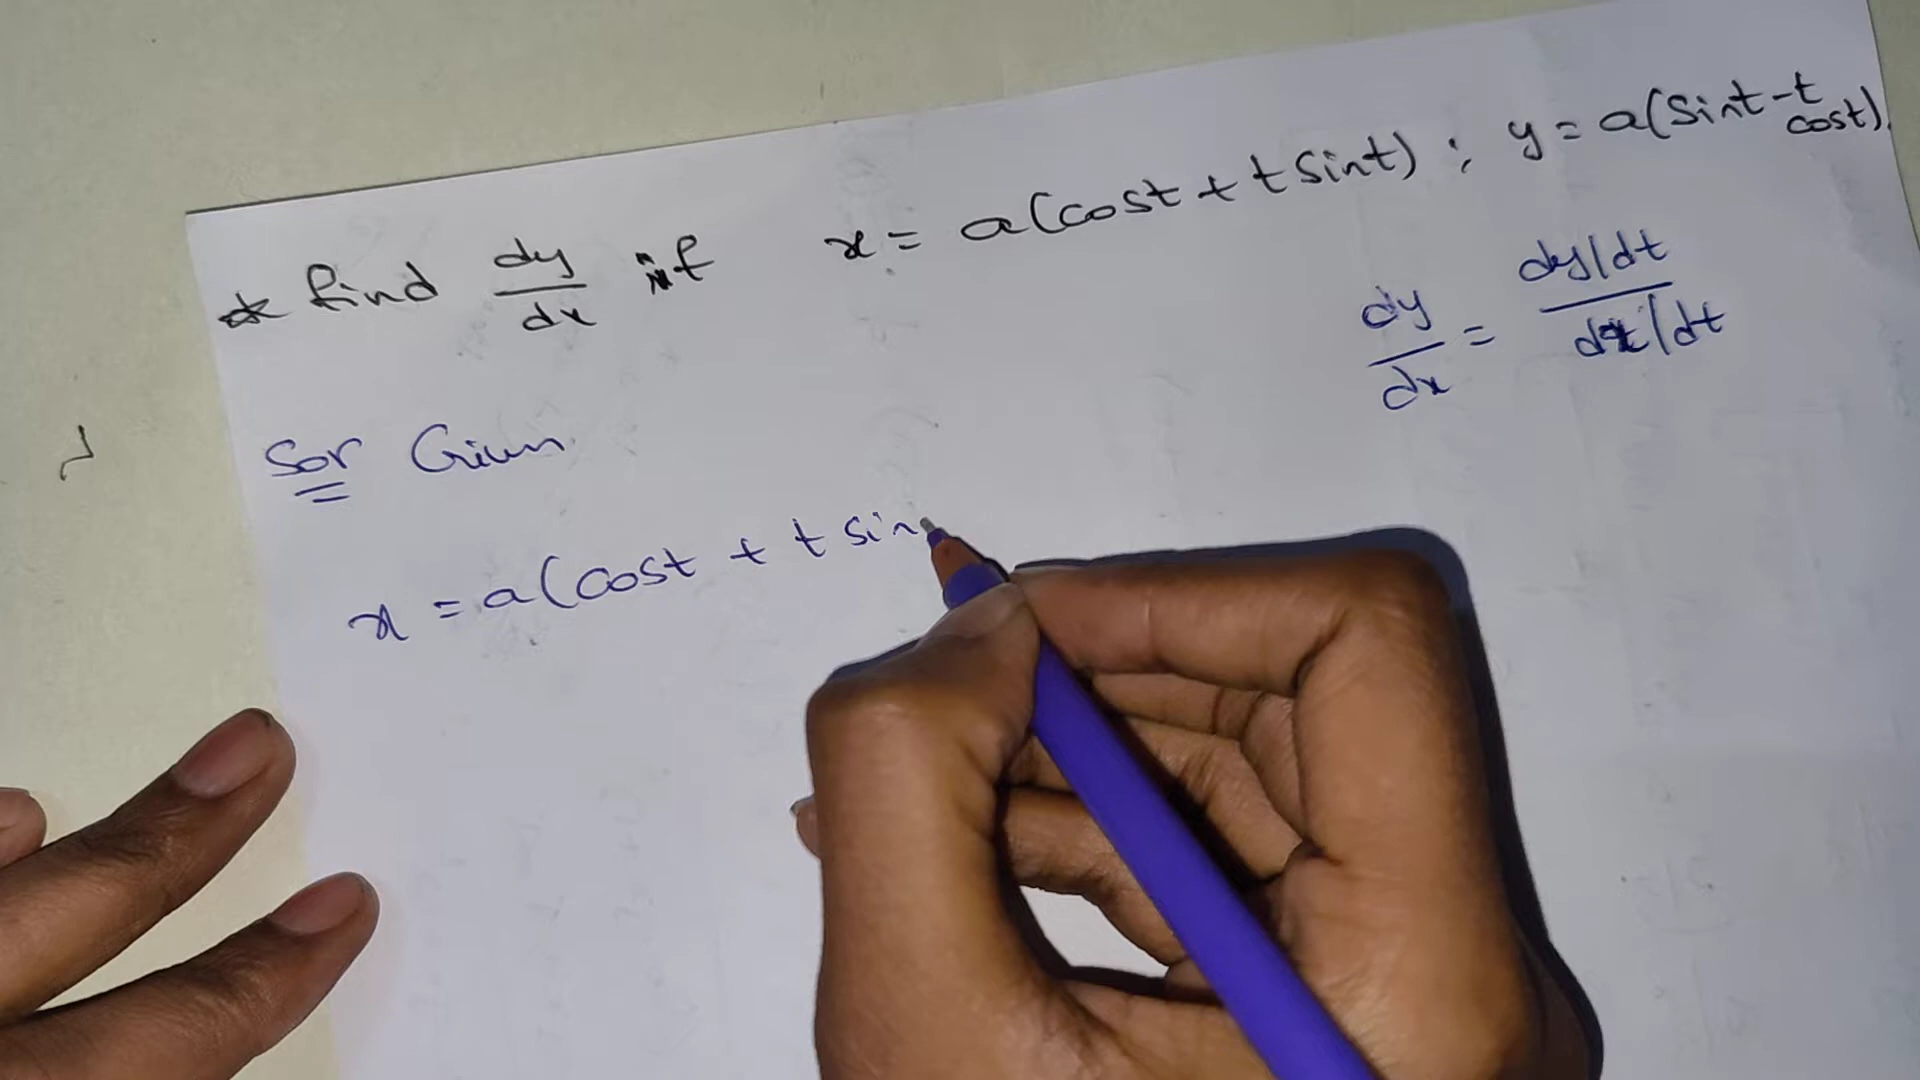 * find dy/dx if x = a(cost + t sint) ; y = a(sint - t cost).
dy/dx = dy/dt / dx/dt
Sol Given
x = a(cost + t sin